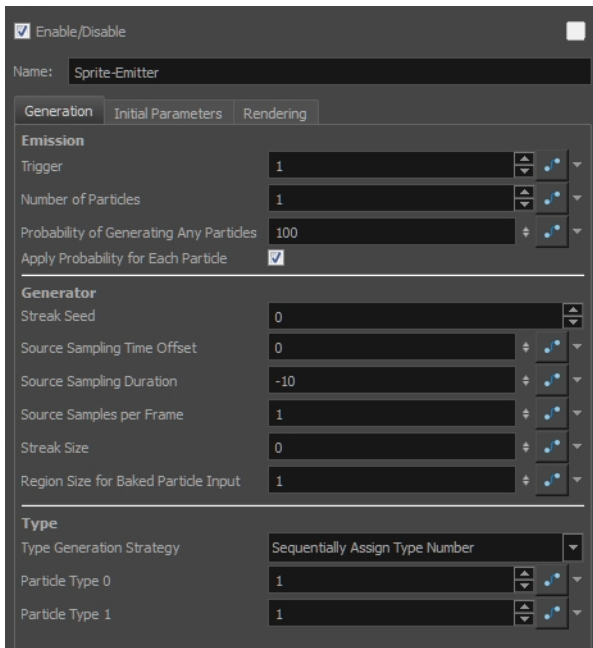 Enable/Disable
Name: Sprite-Emitter
Generation Initial Parameters Rendering
Emission
Trigger 1
Number of Particles 1
Probability of Generating Any Particles 100
Apply Probability for Each Particle
Generator
Streak Seed 0
Source Sampling Time Offset 0
Source Sampling Duration -10
Source Samples per Frame 1
Streak Size 0
Region Size for Baked Particle Input 1
Type
Type Generation Strategy Sequentially Assign Type Number
Particle Type 0 1
Particle Type 1 1